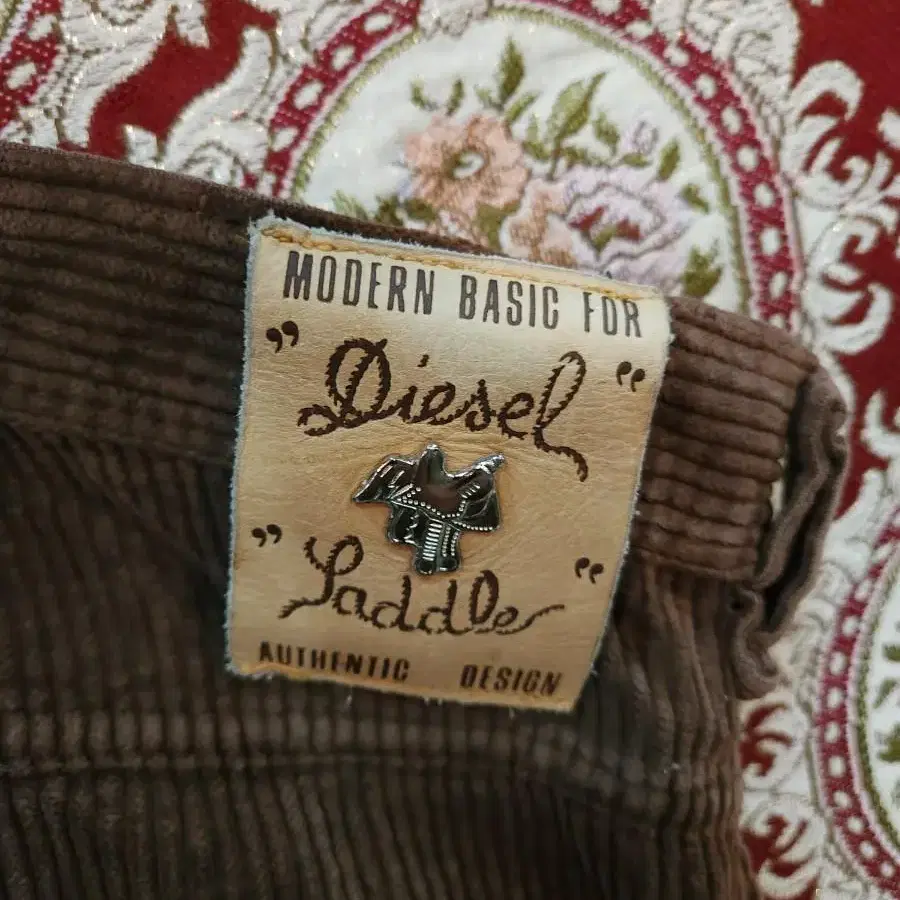 MODERN BASIC FOR
"Diesel"
"Saddle"
AUTHENTIC DESIGN